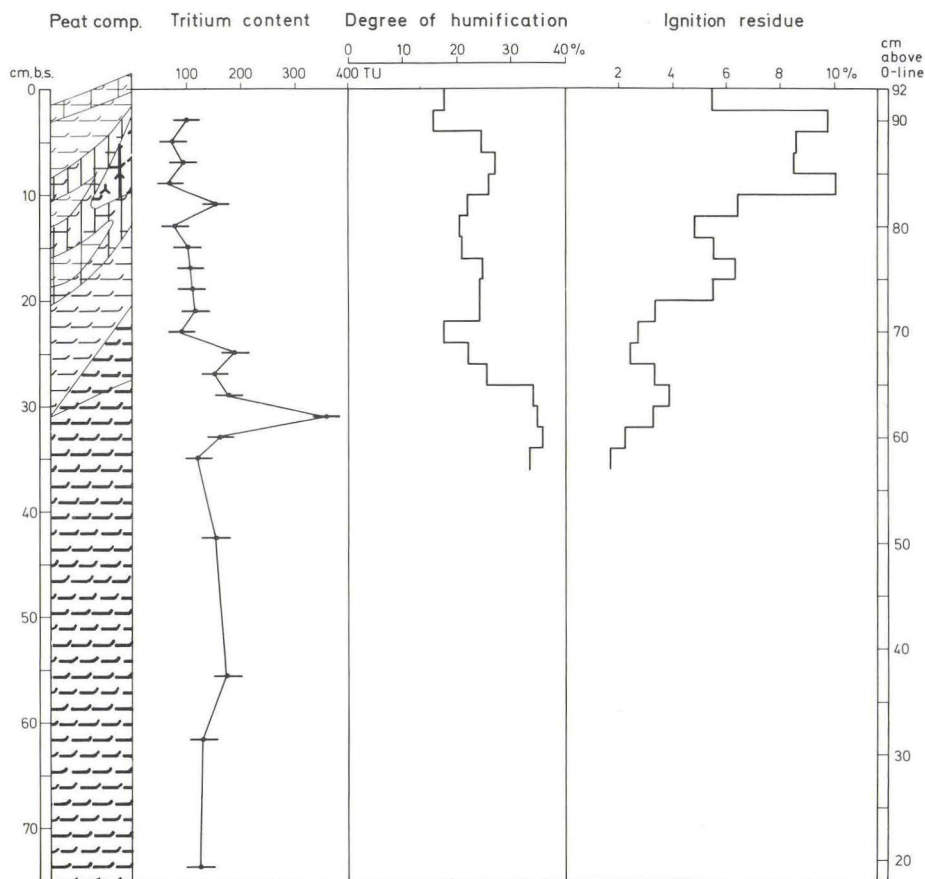 Peat comp. Tritium content Degree of humification Ignition residue
0 10 20 30 40%
cm
above
0-line
cm, b.s. 100 200 300 400 TU 2 4 6 8 10%
0 92
90
10
80
20
70
30
60
40
50
50
40
60
30
70
20